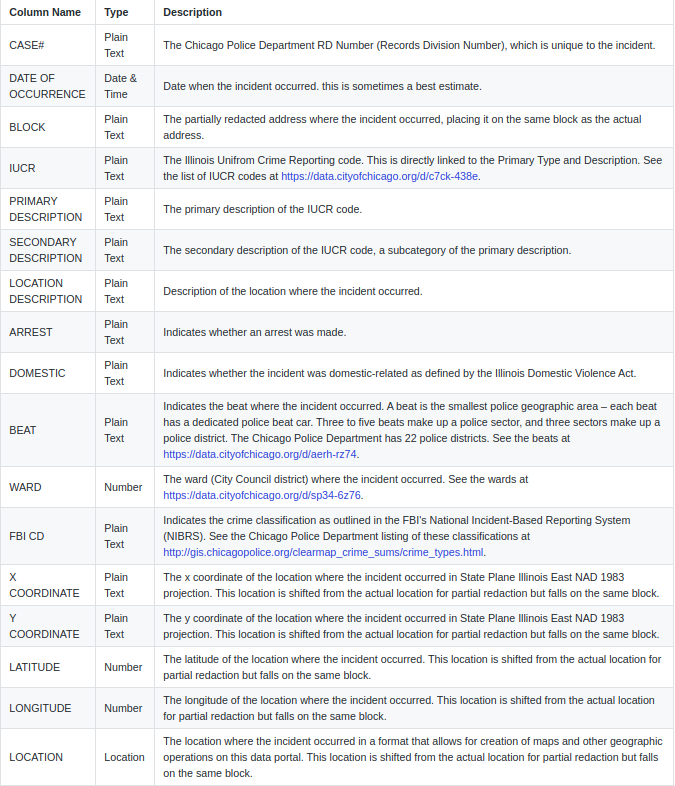 Column Name Type Description
CASE# Plain Text The Chicago Police Department RD Number (Records Division Number), which is unique to the incident.
DATE OF OCCURRENCE Date & Time Date when the incident occurred. this is sometimes a best estimate.
BLOCK Plain Text The partially redacted address where the incident occurred, placing it on the same block as the actual
address.
IUCR Plain Text The Illinois Unifrom Crime Reporting code. This is directly linked to the Primary Type and Description. See
the list of IUCR codes at https://data.cityofchicago.org/d/c7ck-438e.
PRIMARY DESCRIPTION Plain Text The primary description of the IUCR code.
SECONDARY DESCRIPTION Plain Text The secondary description of the IUCR code, a subcategory of the primary description.
LOCATION DESCRIPTION Plain Text Description of the location where the incident occurred.
ARREST Plain Text Indicates whether an arrest was made.
DOMESTIC Plain Text Indicates whether the incident was domestic-related as defined by the Illinois Domestic Violence Act.
BEAT Plain Text Indicates the beat where the incident occurred. A beat is the smallest police geographic area – each beat
has a dedicated police beat car. Three to five beats make up a police sector, and three sectors make up a
police district. The Chicago Police Department has 22 police districts. See the beats at
https://data.cityofchicago.org/d/aerh-rz74.
WARD Number The ward (City Council district) where the incident occurred. See the wards at
https://data.cityofchicago.org/d/sp34-6z76.
FBI CD Plain Text Indicates the crime classification as outlined in the FBI's National Incident-Based Reporting System
(NIBRS). See the Chicago Police Department listing of these classifications at
http://gis.chicagopolice.org/clearmap_crime_sums/crime_types.html.
X COORDINATE Plain Text The x coordinate of the location where the incident occurred in State Plane Illinois East NAD 1983
projection. This location is shifted from the actual location for partial redaction but falls on the same block.
Y COORDINATE Plain Text The y coordinate of the location where the incident occurred in State Plane Illinois East NAD 1983
projection. This location is shifted from the actual location for partial redaction but falls on the same block.
LATITUDE Number The latitude of the location where the incident occurred. This location is shifted from the actual location for
partial redaction but falls on the same block.
LONGITUDE Number The longitude of the location where the incident occurred. This location is shifted from the actual location
for partial redaction but falls on the same block.
LOCATION Location The location where the incident occurred in a format that allows for creation of maps and other geographic
operations on this data portal. This location is shifted from the actual location for partial redaction but falls
on the same block.